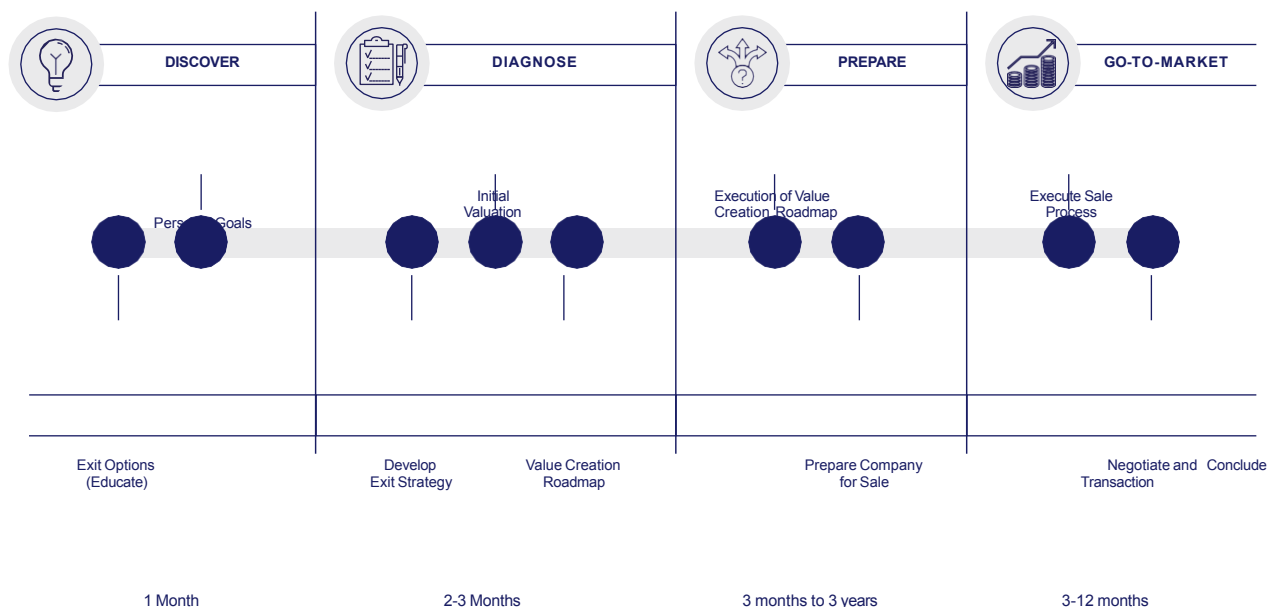 DISCOVER
DIAGNOSE
PREPARE
GO-TO-MARKET
Goals
Initial
Valuation
Execution of Value
Creation Roadmap
Execute Sale
Process
Exit Options
(Educate)
Develop
Exit Strategy
Value Creation
Roadmap
Prepare Company
for Sale
Negotiate and Conclude
Transaction
1 Month
2-3 Months
3 months to 3 years
3-12 months
?